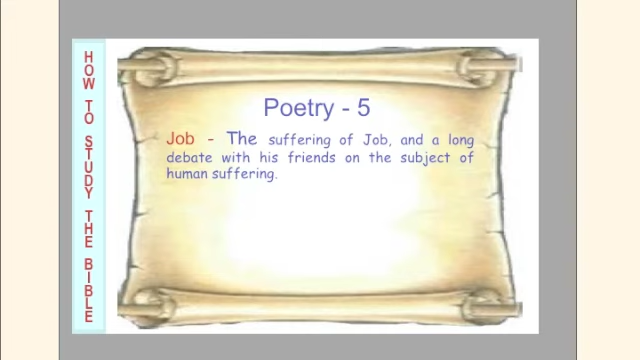 HOW TO STUDY THE BIBLE
Poetry - 5
Job - The suffering of Job, and a long
debate with his friends on the subject of
human suffering.